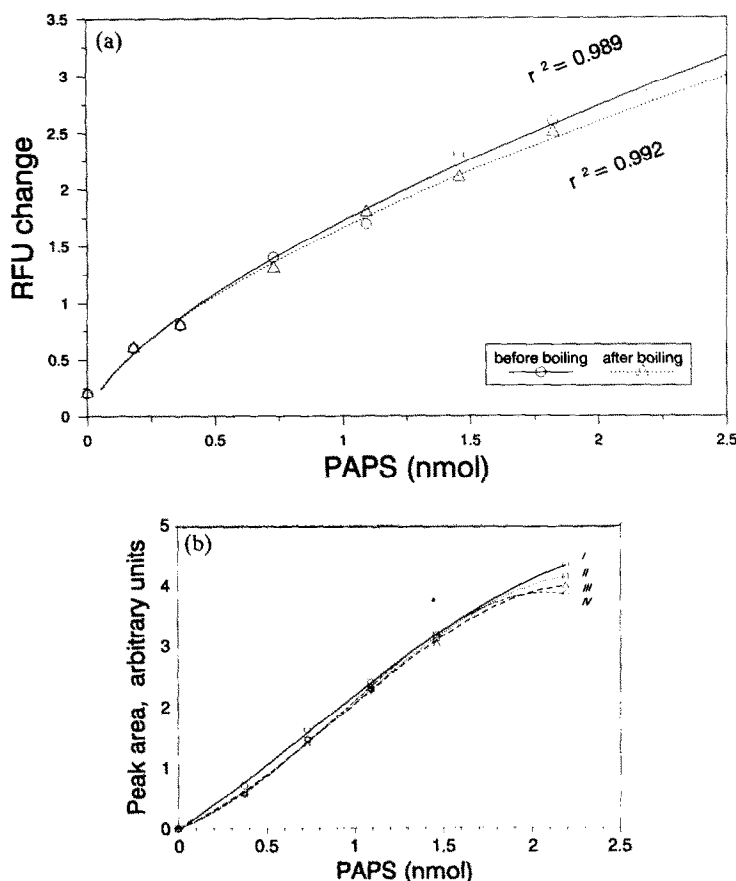 (a)
3.5
3
2.5
2
1.5
1
0.5
0
RFU change
r² = 0.989
r² = 0.992
before boiling after boiling
0 0.5 1 1.5 2 2.5
PAPS (nmol)
(b)
5
4
3
2
1
0
Peak area, arbitrary units
I
II
III
IV
0 0.5 1 1.5 2 2.5
PAPS (nmol)